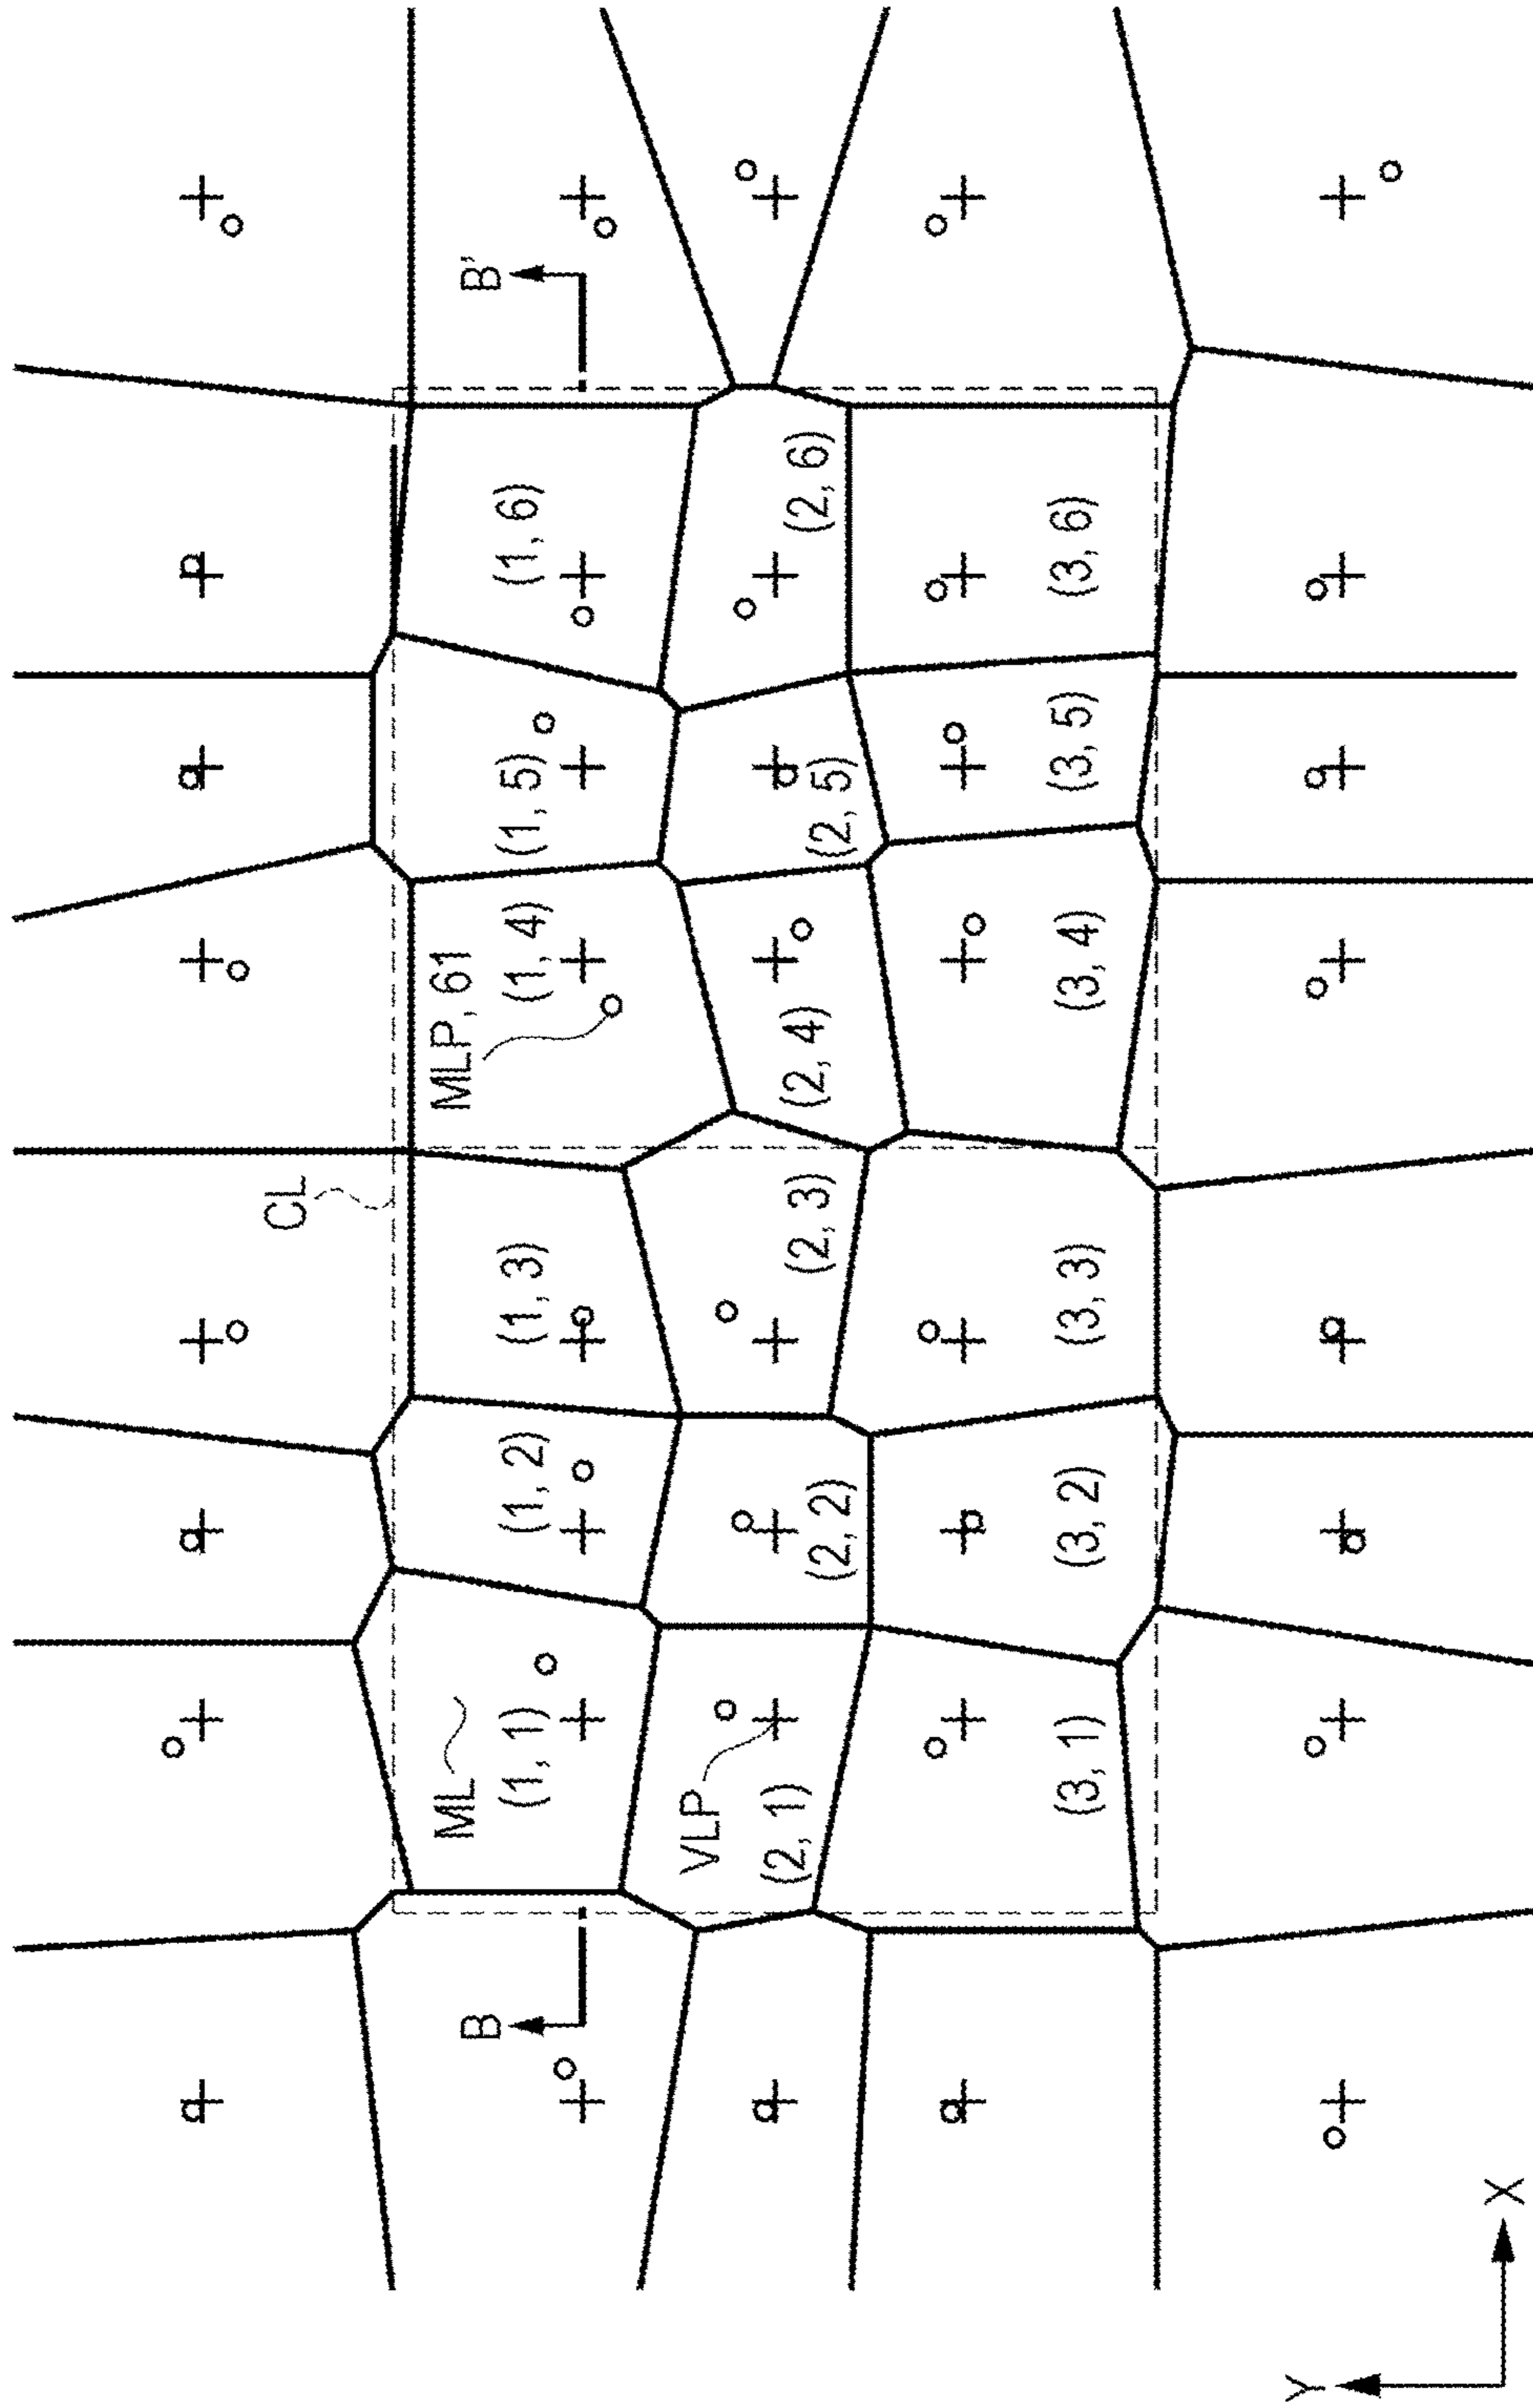 CL
ML
MLP, 61
B
B'
(1, 1)
(1, 2)
(1, 3)
(1, 4)
(1, 5)
(1, 6)
VLP
(2, 1)
(2, 2)
(2, 3)
(2, 4)
(2, 5)
(2, 6)
(3, 1)
(3, 2)
(3, 3)
(3, 4)
(3, 5)
(3, 6)
Y
X